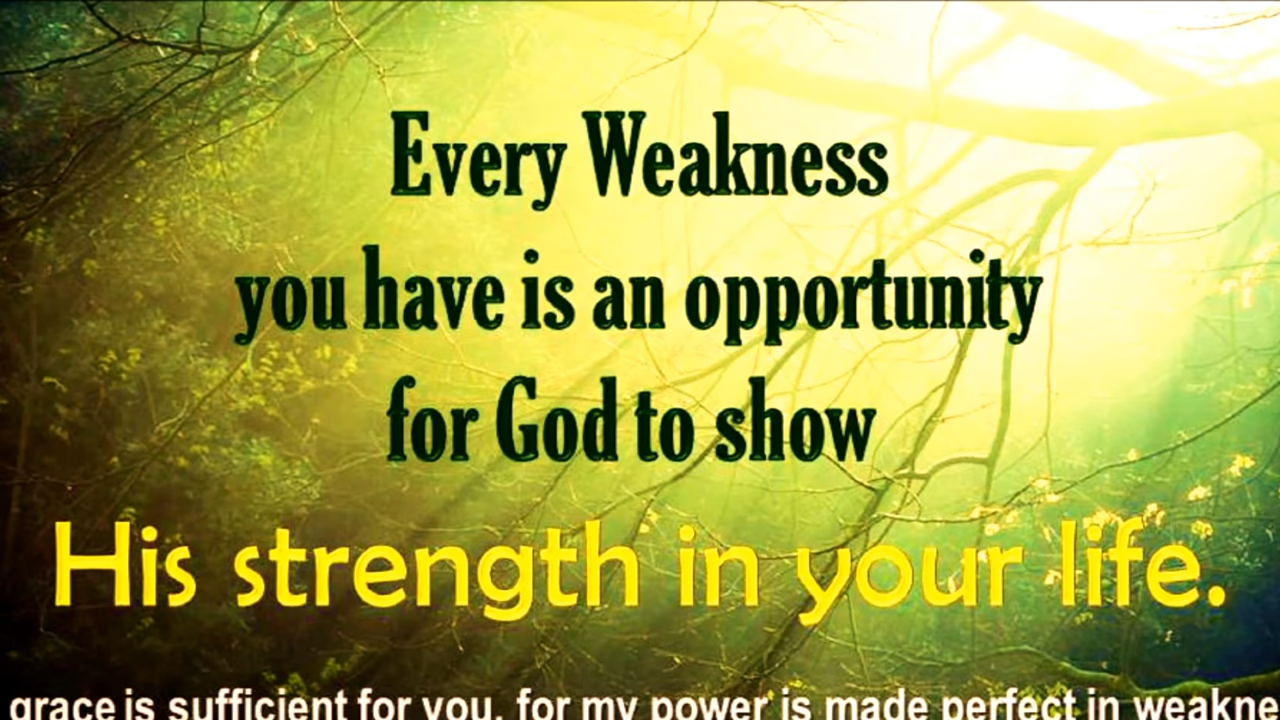 Every Weakness
you have is an opportunity
for God to show
His strength in your life.
grace is sufficient for you, for my power is made perfect in weakne